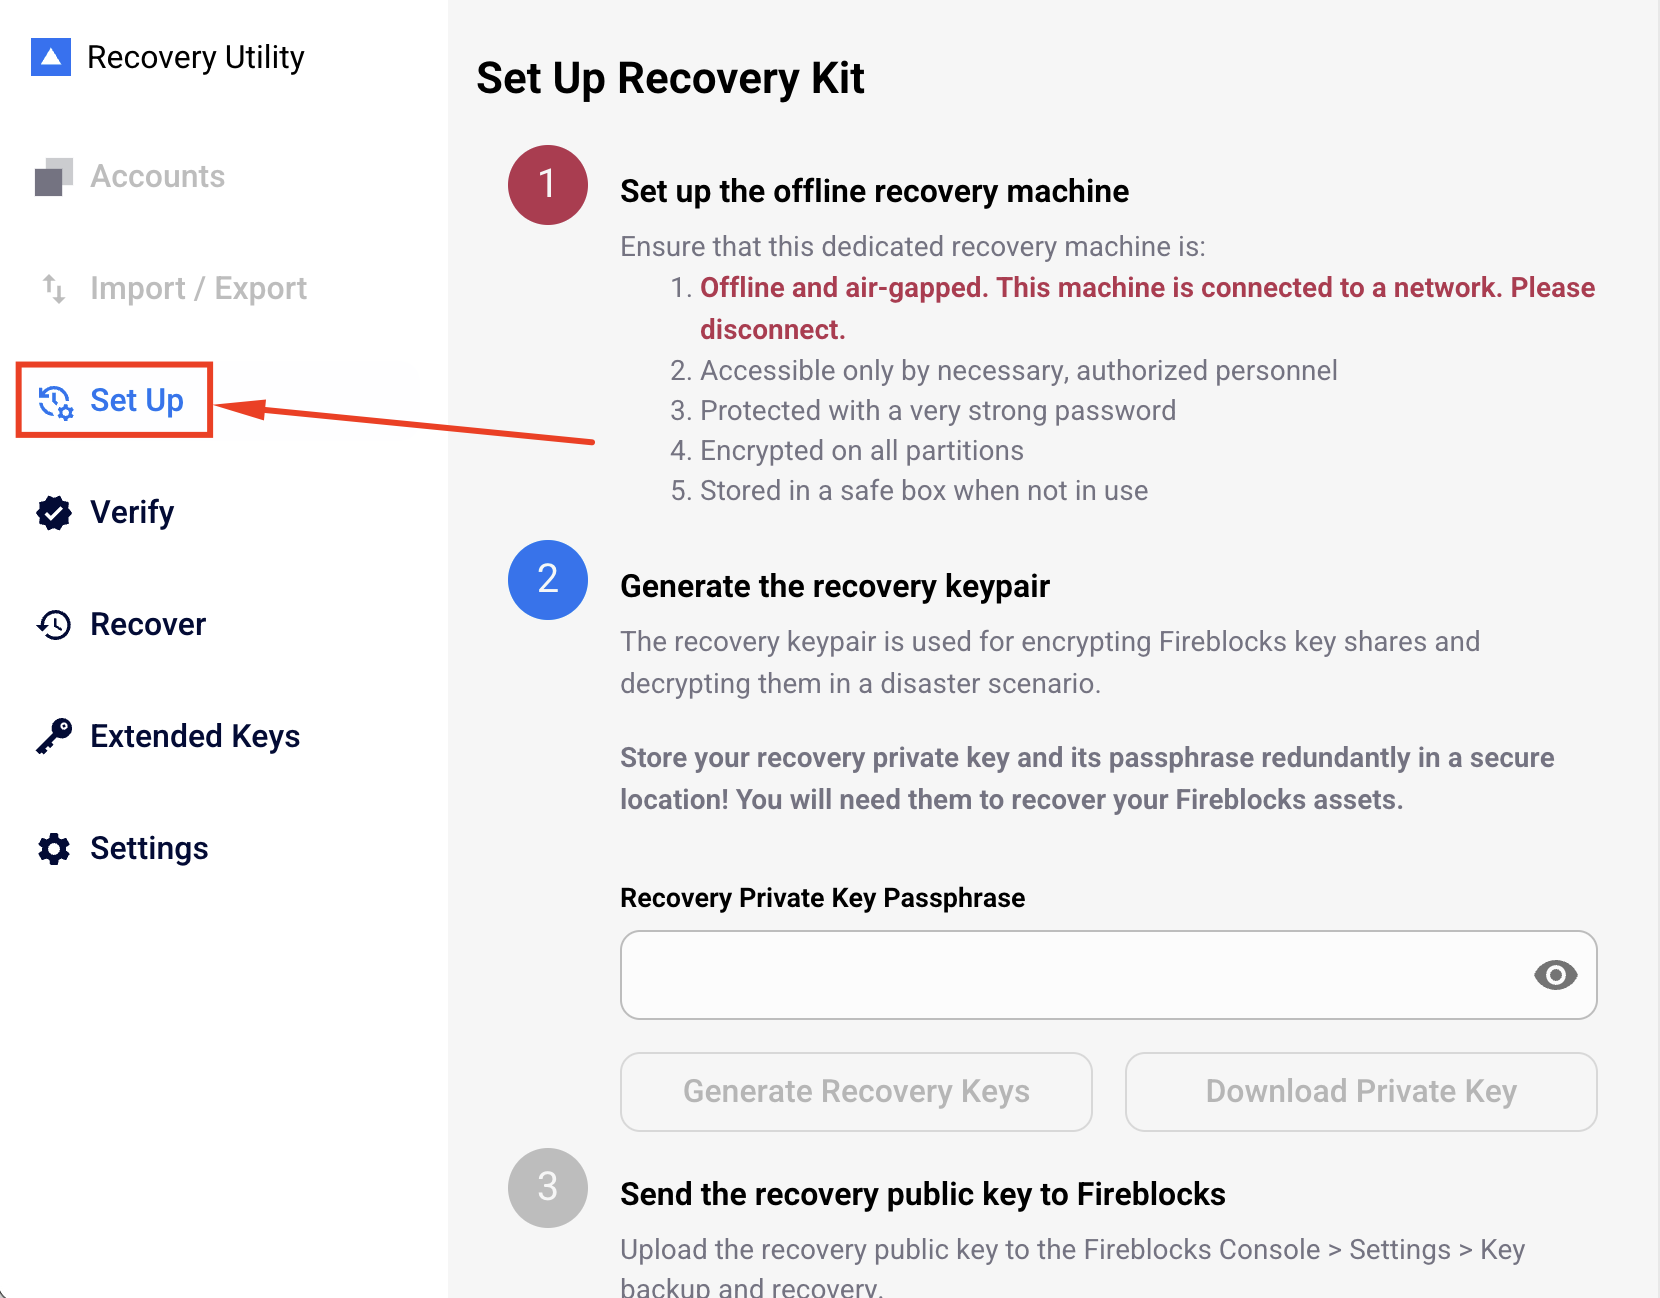 Recovery Utility
Accounts
Import / Export
Set Up
Verify
Recover
Extended Keys
Settings
Set Up Recovery Kit
1
Set up the offline recovery machine
Ensure that this dedicated recovery machine is:
1. Offline and air-gapped. This machine is connected to a network. Please
disconnect.
2. Accessible only by necessary, authorized personnel
3. Protected with a very strong password
4. Encrypted on all partitions
5. Stored in a safe box when not in use
2
Generate the recovery keypair
The recovery keypair is used for encrypting Fireblocks key shares and
decrypting them in a disaster scenario.
Store your recovery private key and its passphrase redundantly in a secure
location! You will need them to recover your Fireblocks assets.
Recovery Private Key Passphrase
Generate Recovery Keys
Download Private Key
3
Send the recovery public key to Fireblocks
Upload the recovery public key to the Fireblocks Console > Settings > Key
backup and recovery.